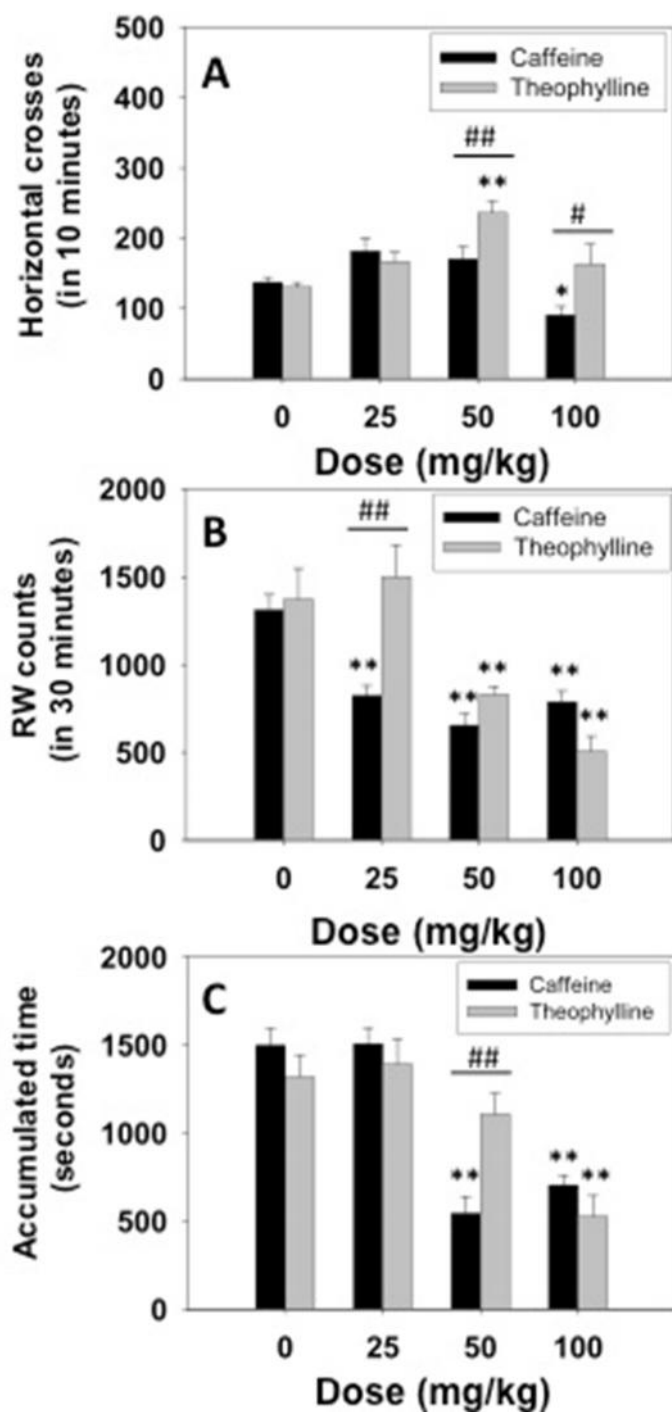 A
Horizontal crosses
(in 10 minutes)
500
400
300
200
100
0
Caffeine
Theophylline
##
**
#
*
0 25 50 100
Dose (mg/kg)
B
RW counts
(in 30 minutes)
2000
1500
1000
500
0
Caffeine
Theophylline
##
** ** ** ** **
0 25 50 100
Dose (mg/kg)
C
Accumulated time
(seconds)
2000
1500
1000
500
0
Caffeine
Theophylline
##
** ** **
0 25 50 100
Dose (mg/kg)